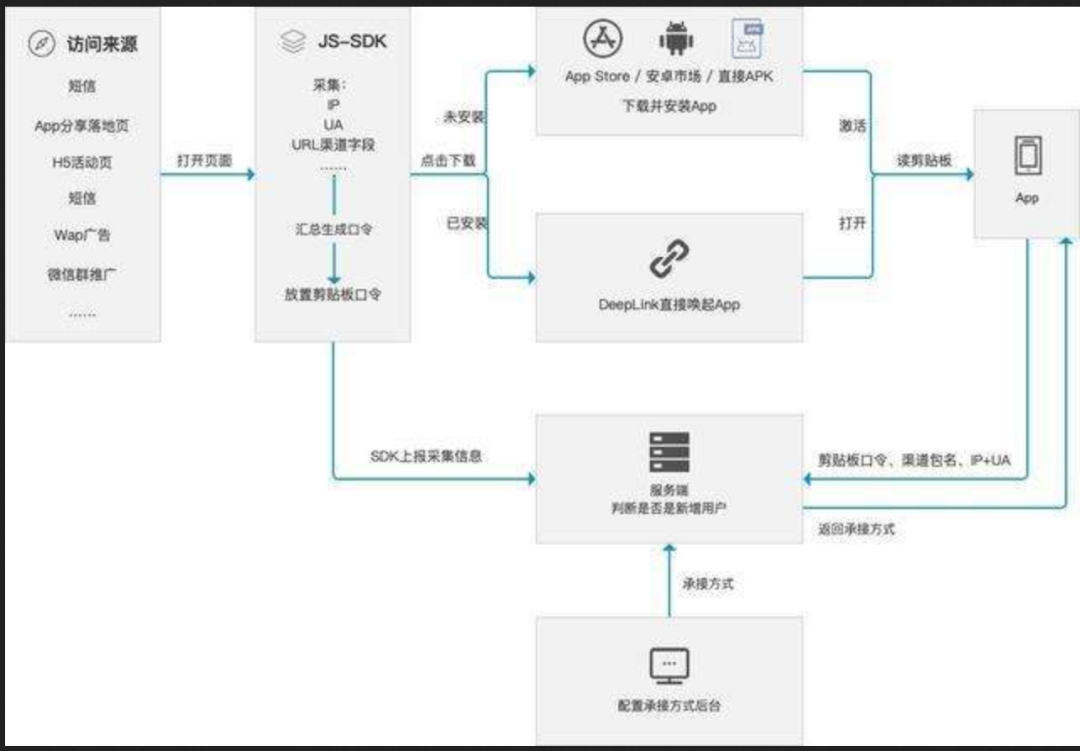 访问来源
短信
App分享落地页
H5活动页
短信
Wap广告
微信群推广
……
打开页面
JS-SDK
采集：
IP
UA
URL渠道字段
……
汇总生成口令
放置剪贴板口令
未安装
点击下载
已安装
App Store / 安卓市场 / 直接APK
下载并安装App
DeepLink直接唤起App
激活
打开
读剪贴板
App
SDK上报采集信息
服务端
判断是否是新增用户
剪贴板口令、渠道包名、IP+UA
返回承接方式
承接方式
配置承接方式后台